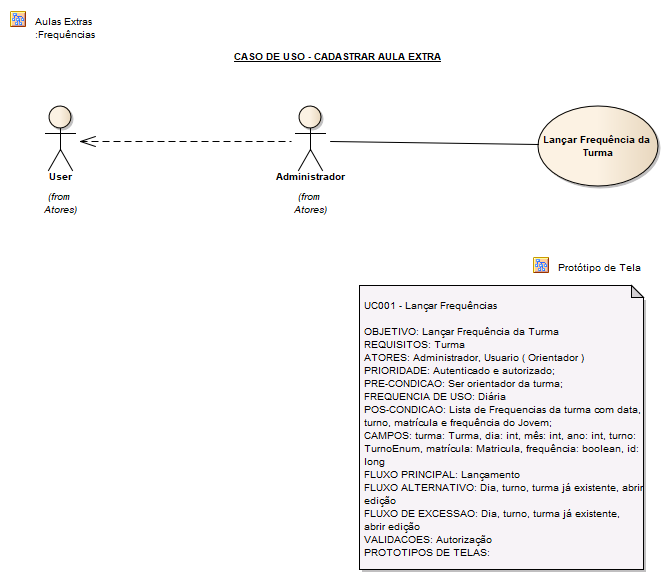 Aulas Extras
:Frequências
CASO DE USO - CADASTRAR AULA EXTRA
Lançar Frequência da
Turma
User
Administrador
(from
Atores)
(from
Atores)
Protótipo de Tela
UC001 - Lançar Frequências
OBJETIVO: Lançar Frequência da Turma
REQUISITOS: Turma
ATORES: Administrador, Usuario ( Orientador )
PRIORIDADE: Autenticado e autorizado;
PRE-CONDICAO: Ser orientador da turma;
FREQUENCIA DE USO: Diária
POS-CONDICAO: Lista de Frequencias da turma com data,
turno, matrícula e frequência do Jovem;
CAMPOS: turma: Turma, dia: int, mês: int, ano: int, turno:
TurnoEnum, matrícula: Matricula, frequência: boolean, id:
long
FLUXO PRINCIPAL: Lançamento
FLUXO ALTERNATIVO: Dia, turno, turma já existente, abrir
edição
FLUXO DE EXCESSAO: Dia, turno, turma já existente,
abrir edição
VALIDACOES: Autorização
PROTOTIPOS DE TELAS: